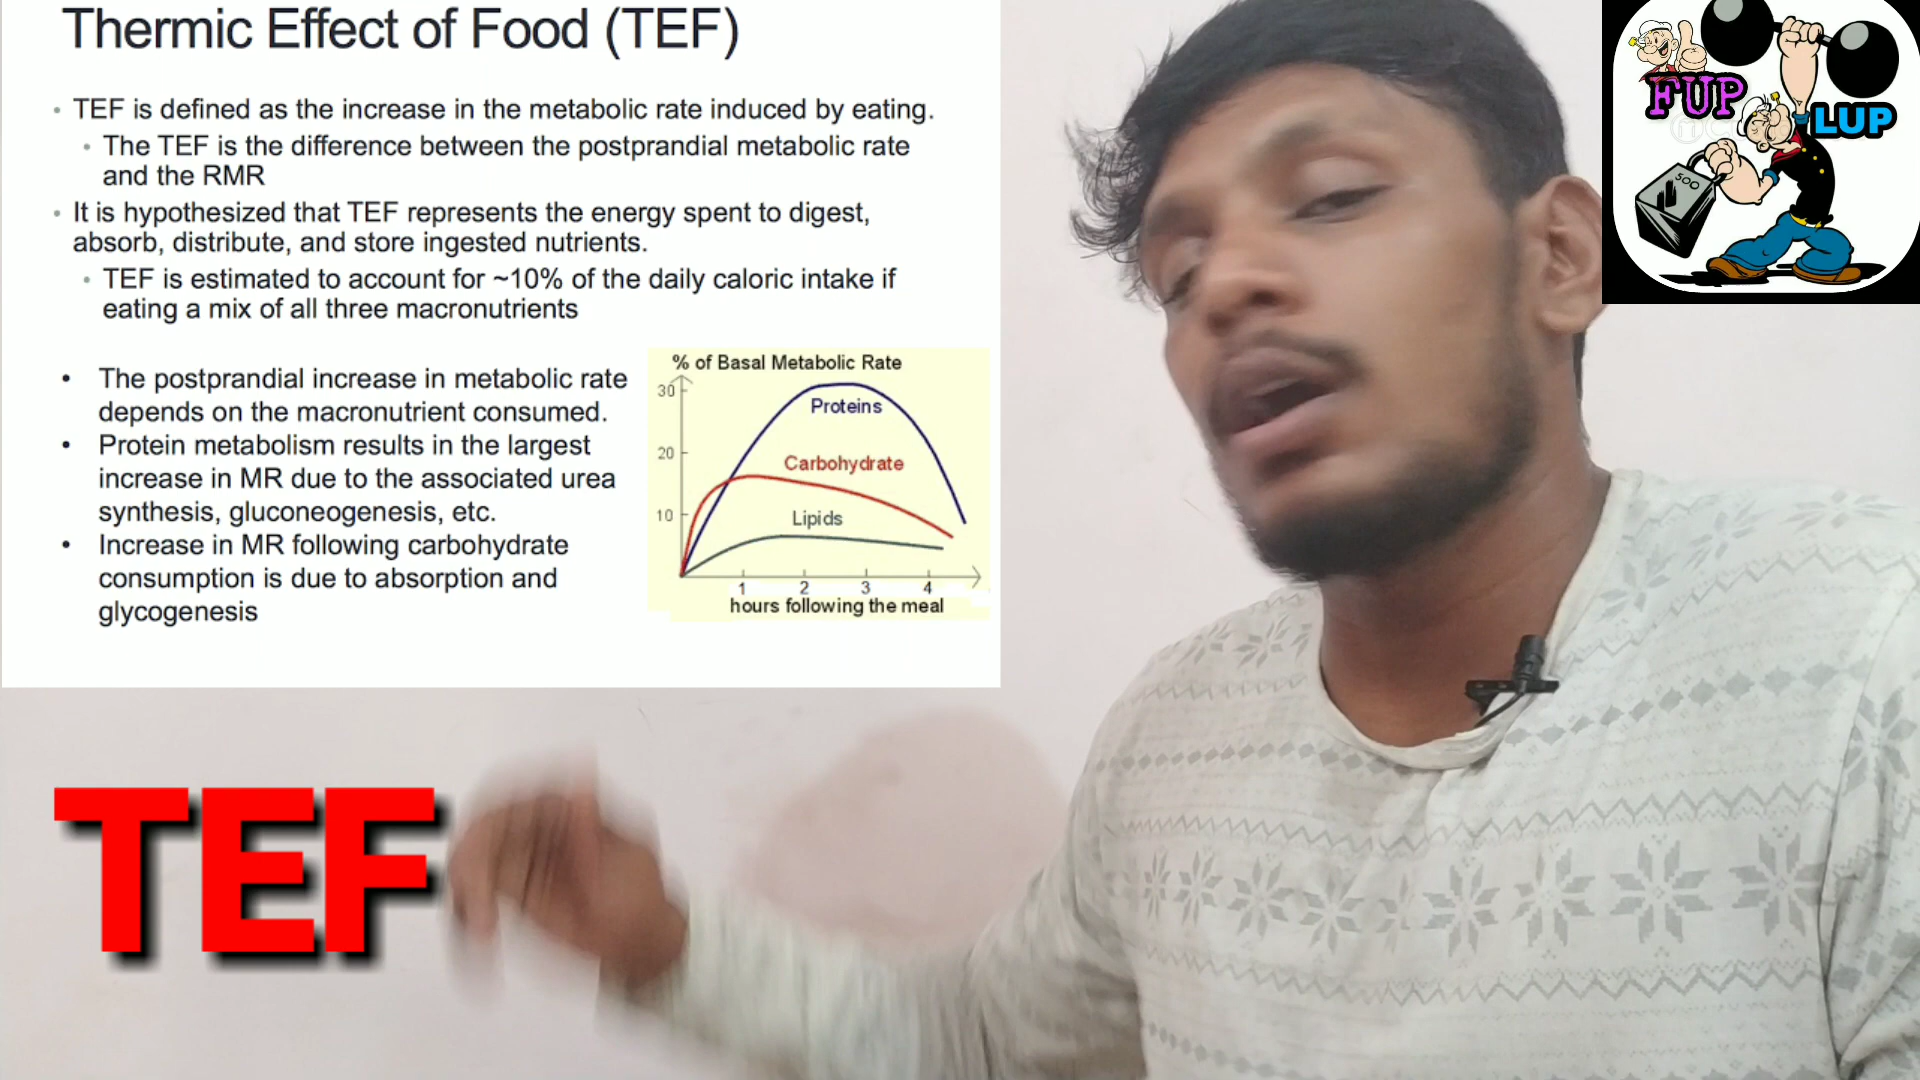 Thermic Effect of Food (TEF)
• TEF is defined as the increase in the metabolic rate induced by eating.
• The TEF is the difference between the postprandial metabolic rate
and the RMR
• It is hypothesized that TEF represents the energy spent to digest,
absorb, distribute, and store ingested nutrients.
• TEF is estimated to account for ~10% of the daily caloric intake if
eating a mix of all three macronutrients
• The postprandial increase in metabolic rate
depends on the macronutrient consumed.
• Protein metabolism results in the largest
increase in MR due to the associated urea
synthesis, gluconeogenesis, etc.
• Increase in MR following carbohydrate
consumption is due to absorption and
glycogenesis
% of Basal Metabolic Rate
30
20
10
Proteins
Carbohydrate
Lipids
1 2 3 4
hours following the meal
TEF
FUP
LUP
500